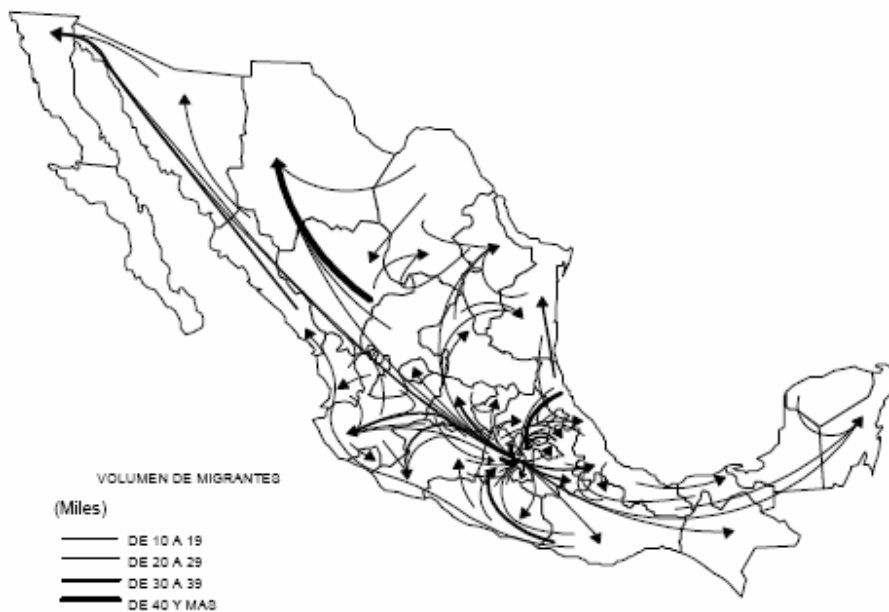 VOLUMEN DE MIGRANTES
(Miles)
DE 10 A 19
DE 20 A 29
DE 30 A 39
DE 40 Y MAS